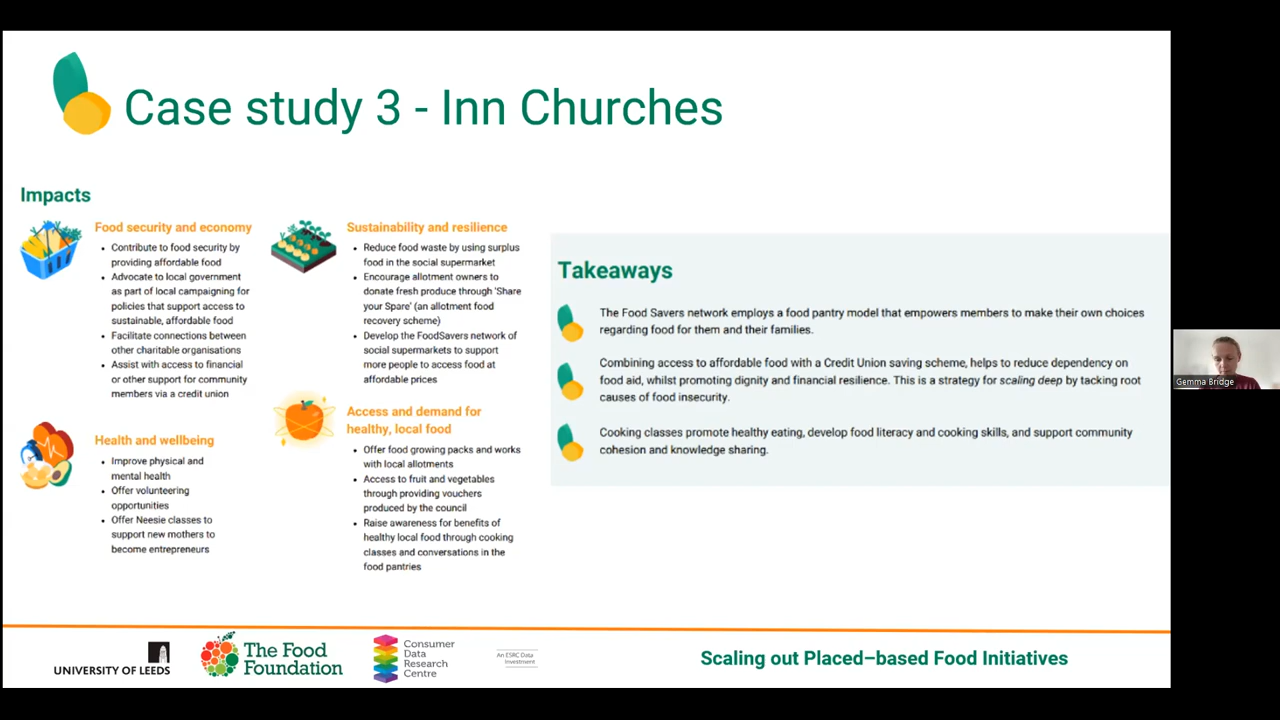 Case study 3 - Inn Churches
Impacts
Food security and economy
• Contribute to food security by
providing affordable food
• Advocate to local government
as part of local campaigning for
policies that support access to
sustainable, affordable food
• Facilitate connections between
other charitable organisations
• Assist with access to financial
or other support for community
members via a credit union
Health and wellbeing
• Improve physical and
mental health
• Offer volunteering
opportunities
• Offer Neesie classes to
support new mothers to
become entrepreneurs
Sustainability and resilience
• Reduce food waste by using surplus
food in the social supermarket
• Encourage allotment owners to
donate fresh produce through 'Share
your Spare' (an allotment food
recovery scheme)
• Develop the FoodSavers network of
social supermarkets to support
more people to access food at
affordable prices
Access and demand for
healthy, local food
• Offer food growing packs and works
with local allotments
• Access to fruit and vegetables
through providing vouchers
produced by the council
• Raise awareness for benefits of
healthy local food through cooking
classes and conversations in the
food pantries
Takeaways
The Food Savers network employs a food pantry model that empowers members to make their own choices
regarding food for them and their families.
Combining access to affordable food with a Credit Union saving scheme, helps to reduce dependency on
food aid, whilst promoting dignity and financial resilience. This is a strategy for scaling deep by tacking root
causes of food insecurity.
Cooking classes promote healthy eating, develop food literacy and cooking skills, and support community
cohesion and knowledge sharing.
Gemma Bridge
UNIVERSITY OF LEEDS
The Food
Foundation
Consumer
Data
Research
Centre
An ESRC Data
Investment
Scaling out Placed–based Food Initiatives